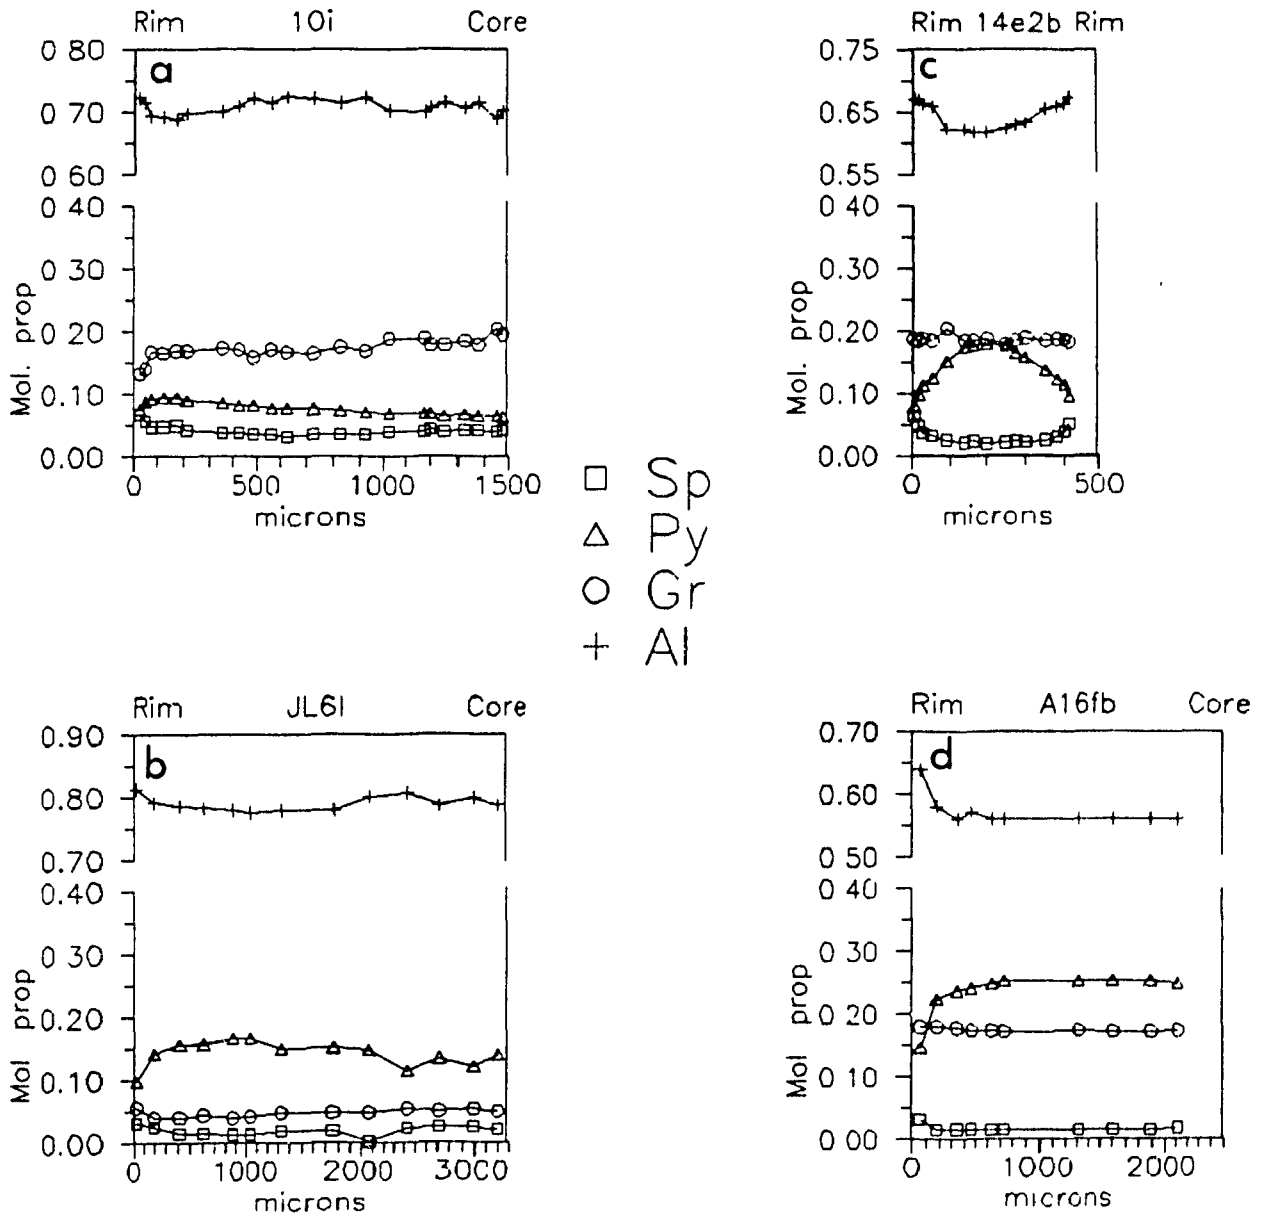 Rim 10i Core
a
0 80
0 70
0 60
0 40
0 30
0.20
0.10
0.00
Mol. prop
0 500 1000 1500
microns
Rim 14e2b Rim
c
0.75
0.65
0.55
0 40
0.30
0.20
0.10
0.00
Mol. prop
0 500
microns
Sp
Py
Gr
Al
Rim JL6l Core
b
0.90
0.80
0.70
0.40
0 30
0.20
0.10
0.00
Mol prop
0 1000 2000 3000
microns
Rim A16fb Core
d
0.70
0.60
0 50
0 40
0 30
0 20
0 10
0 00
Mol prop
0 1000 2000
microns